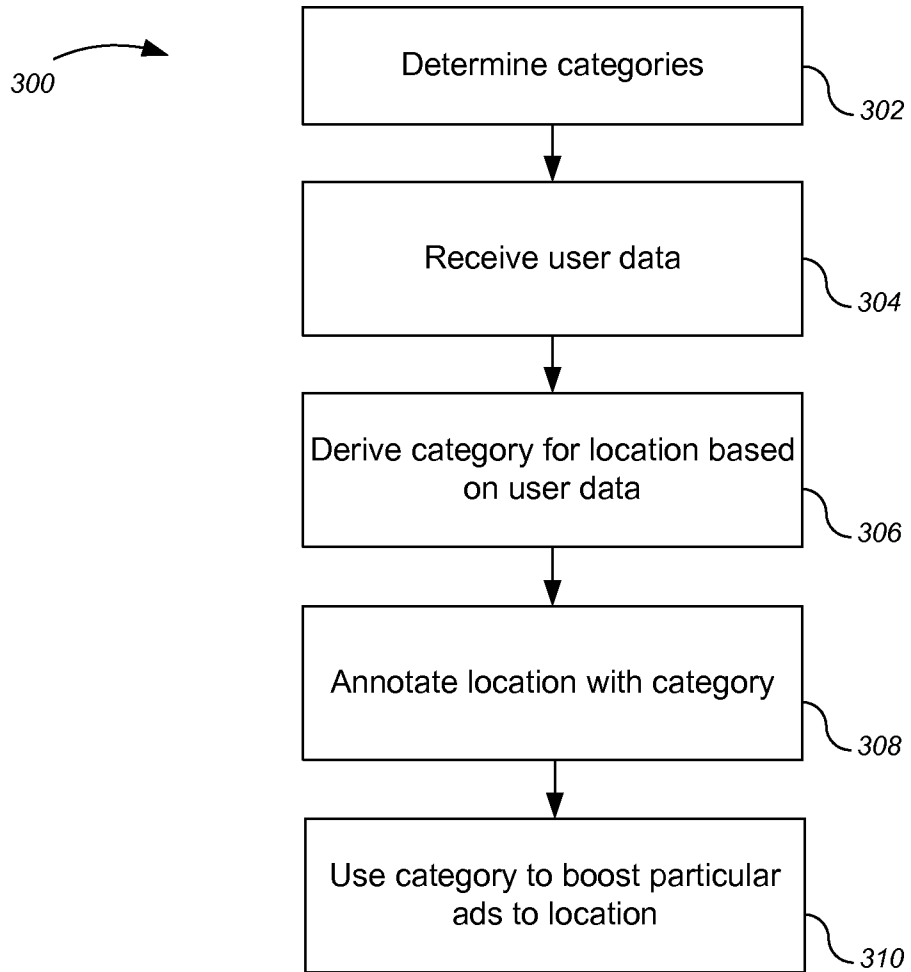 300
Determine categories
302
Receive user data
304
Derive category for location based
on user data
306
Annotate location with category
308
Use category to boost particular
ads to location
310